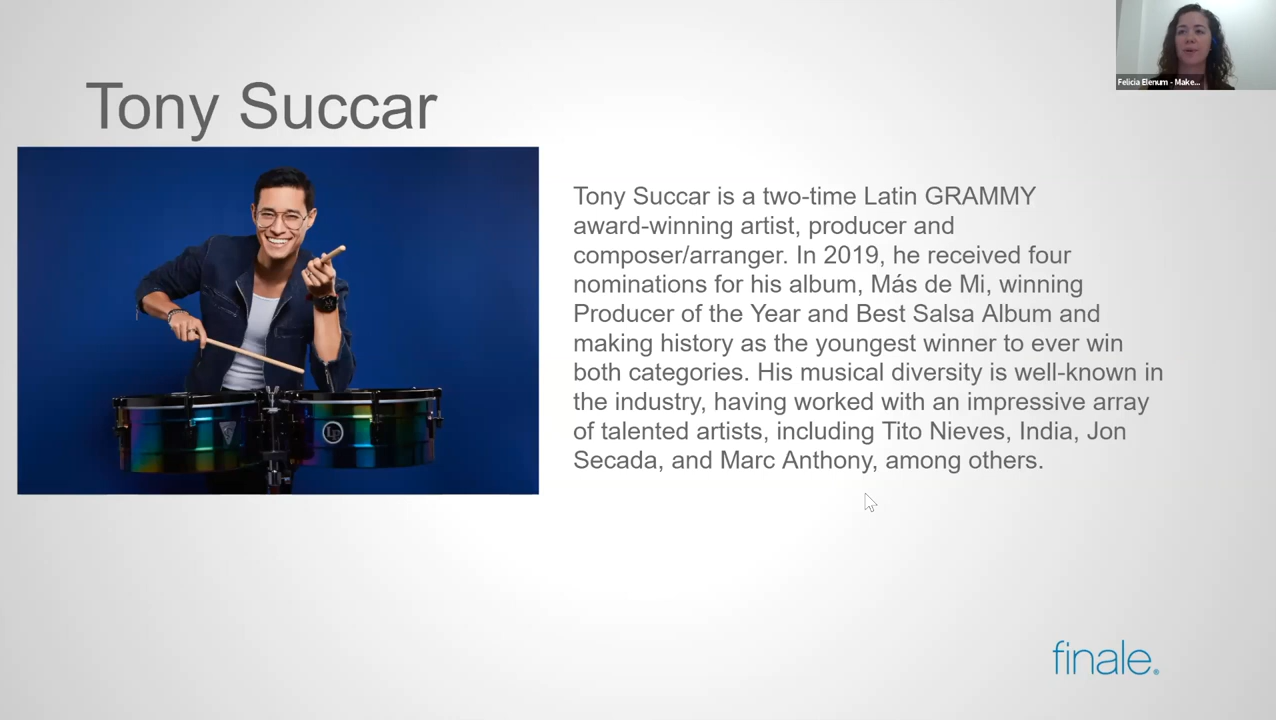 Felicia Elenum - Make...
Tony Succar
Tony Succar is a two-time Latin GRAMMY
award-winning artist, producer and
composer/arranger. In 2019, he received four
nominations for his album, Más de Mi, winning
Producer of the Year and Best Salsa Album and
making history as the youngest winner to ever win
both categories. His musical diversity is well-known in
the industry, having worked with an impressive array
of talented artists, including Tito Nieves, India, Jon
Secada, and Marc Anthony, among others.
LP
finale.